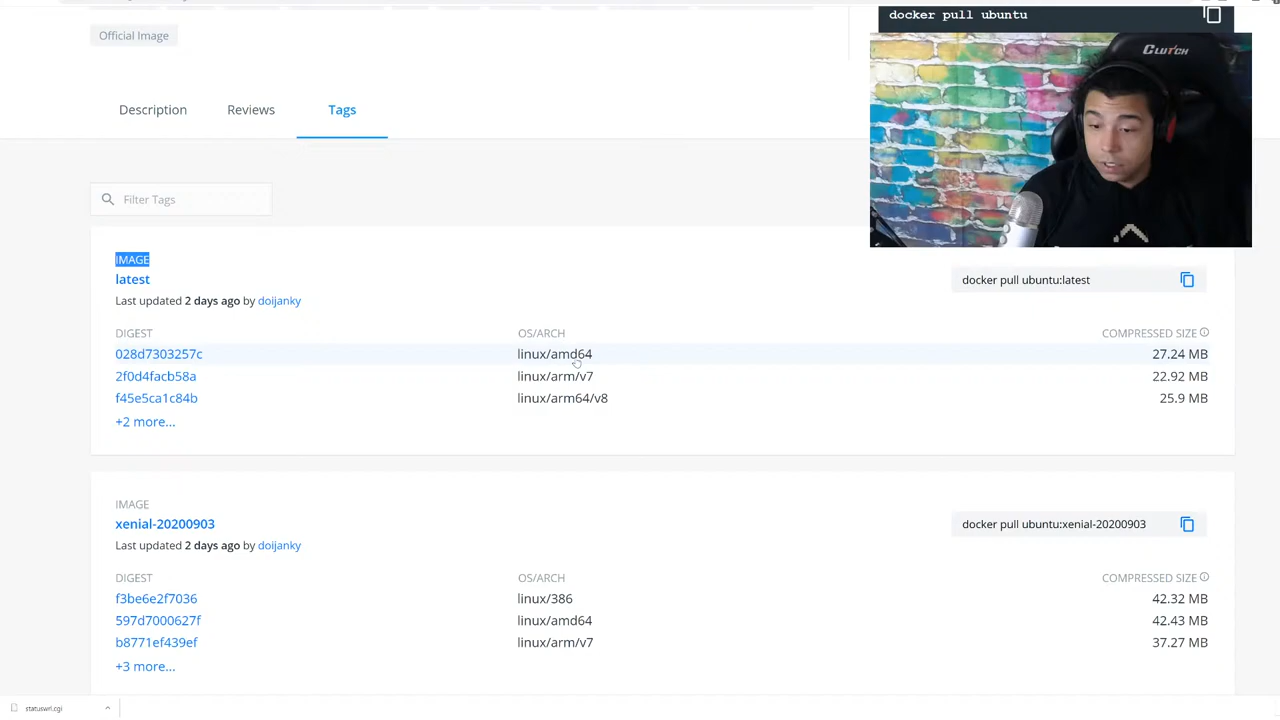 docker pull ubuntu
CLUTCH
Official Image
Description Reviews Tags
Filter Tags
IMAGE
latest
docker pull ubuntu:latest
Last updated 2 days ago by doijanky
DIGEST OS/ARCH COMPRESSED SIZE
028d7303257c linux/amd64 27.24 MB
2f0d4facb58a linux/arm/v7 22.92 MB
f45e5ca1c84b linux/arm64/v8 25.9 MB
+2 more...
IMAGE
xenial-20200903 docker pull ubuntu:xenial-20200903
Last updated 2 days ago by doijanky
DIGEST OS/ARCH COMPRESSED SIZE
f3be6e2f7036 linux/386 42.32 MB
597d7000627f linux/amd64 42.43 MB
b8771ef439ef linux/arm/v7 37.27 MB
+3 more...
statuswrl.cgi